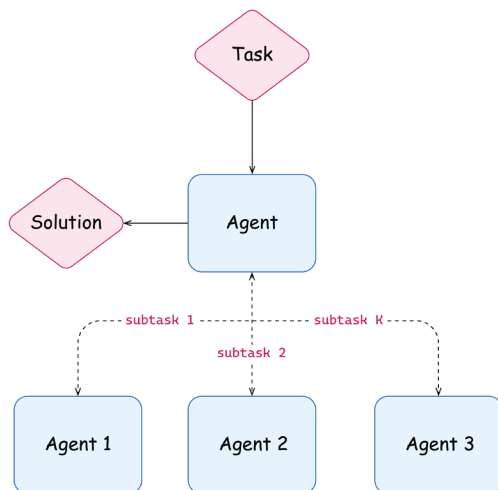 Task
Solution
Agent
subtask 1
subtask K
subtask 2
Agent 1
Agent 2
Agent 3